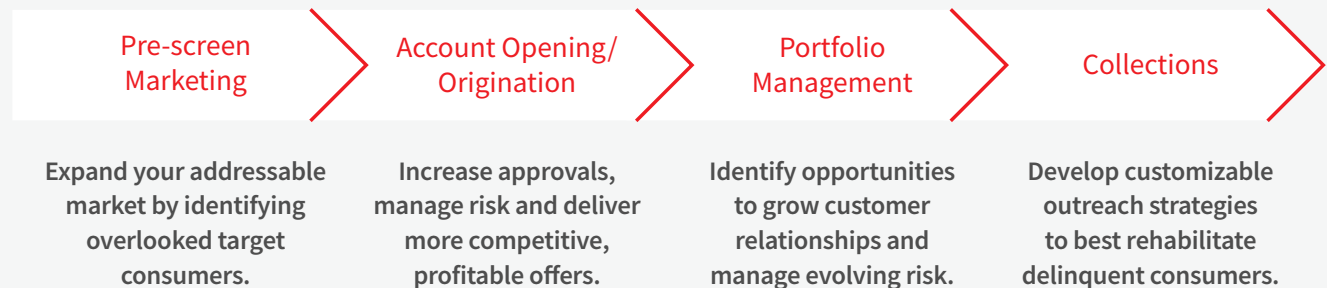 Pre-screen
Marketing
Account Opening/
Origination
Portfolio
Management
Collections
Expand your addressable
market by identifying
overlooked target
consumers.
Increase approvals,
manage risk and deliver
more competitive,
profitable offers.
Identify opportunities
to grow customer
relationships and
manage evolving risk.
Develop customizable
outreach strategies
to best rehabilitate
delinquent consumers.